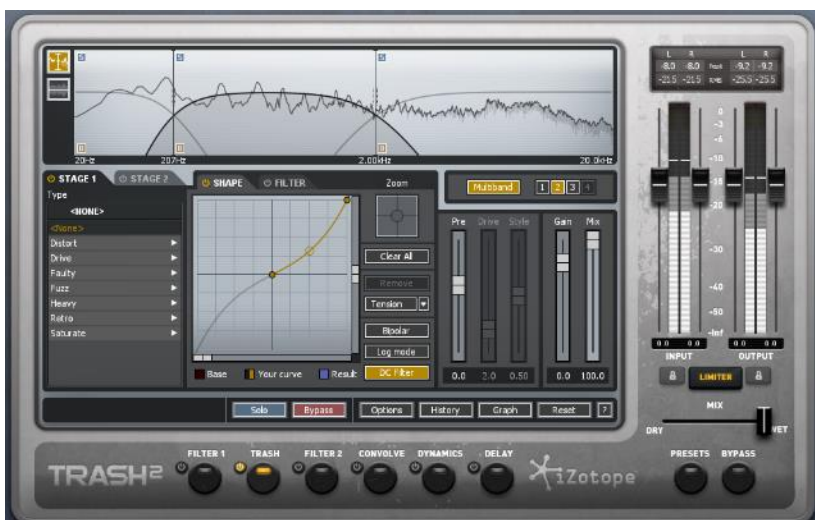 L R L R
-8.0 -8.0 Peak -9.2 -9.2
-21.5 -21.5 RMS -25.5 -25.5
S S S
B B B
20Hz 207Hz 2.00kHz 20.0kHz
STAGE 1 STAGE 2
Type
<NONE>
<None>
Distort
Drive
Faulty
Fuzz
Heavy
Retro
Saturate
SHAPE FILTER Zoom
Clear All
Remove
Tension
Bipolar
Log mode
DC Filter
Base Your curve Result
Multiband 1 2 3 4
Pre Drive Style Gain Mix
0.0 2.0 0.50 0.0 100.0
0
-3
-6
-10
-15
-20
-30
-40
-50
-Inf
0.0 0.0 0.0 0.0
INPUT OUTPUT
LIMITER
MIX
DRY WET
Solo Bypass Options History Graph Reset ?
FILTER 1 TRASH FILTER 2 CONVOLVE DYNAMICS DELAY PRESETS BYPASS
TRASH2 iZotope